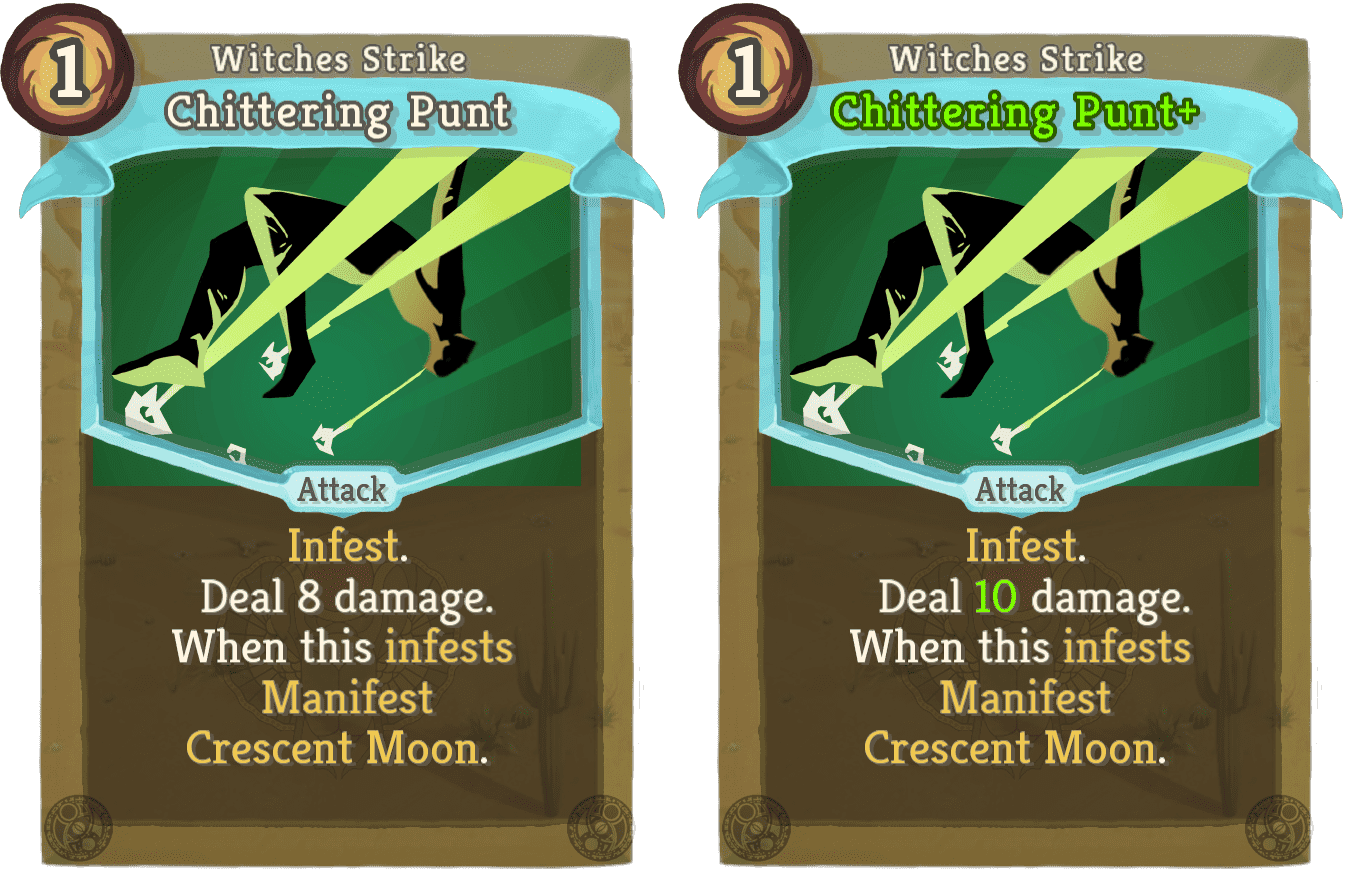 1
Witches Strike
Chittering Punt
Attack
Infest.
Deal 8 damage.
When this infests
Manifest
Crescent Moon.
1
Witches Strike
Chittering Punt+
Attack
Infest.
Deal 10 damage.
When this infests
Manifest
Crescent Moon.